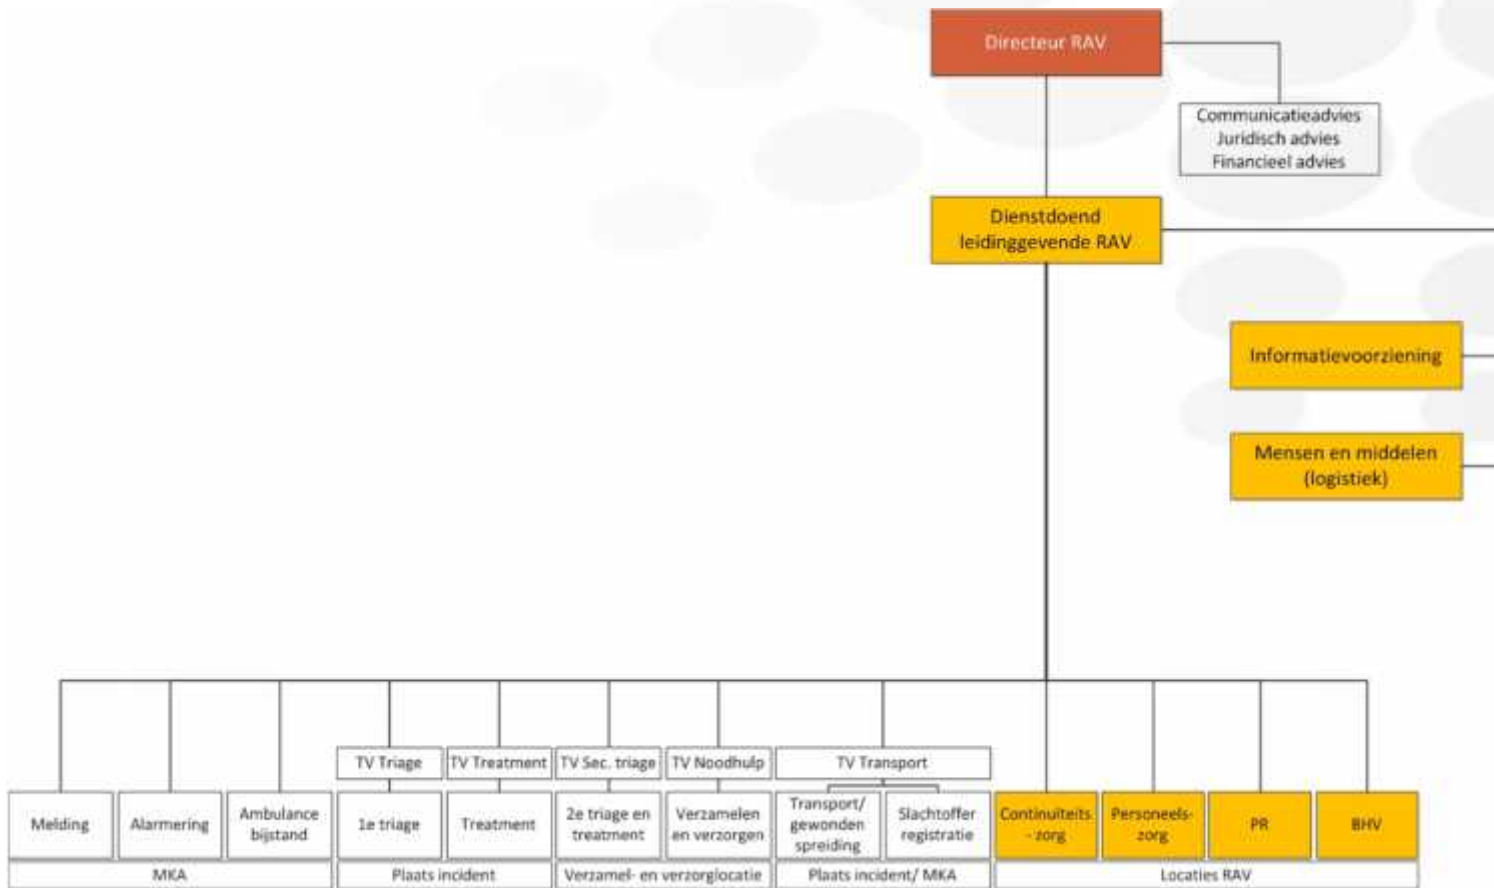 Directeur RAV
Communicatieadvies
Juridisch advies
Financieel advies
Dienstdoend
leidinggevende RAV
Informatievoorziening
Mensen en middelen
(logistiek)
TV Triage
TV Treatment
TV Sec. triage
TV Noodhulp
TV Transport
Melding
Alarmering
Ambulance
bijstand
1e triage
Treatment
2e triage en
treatment
Verzamelen
en verzorgen
Transport/
gewonden
spreiding
Slachtoffer
registratie
Continuiteits
- zorg
Personeels-
zorg
PR
BHV
MKA
Plaats incident
Verzamel- en verzorglocatie
Plaats incident/ MKA
Locaties RAV